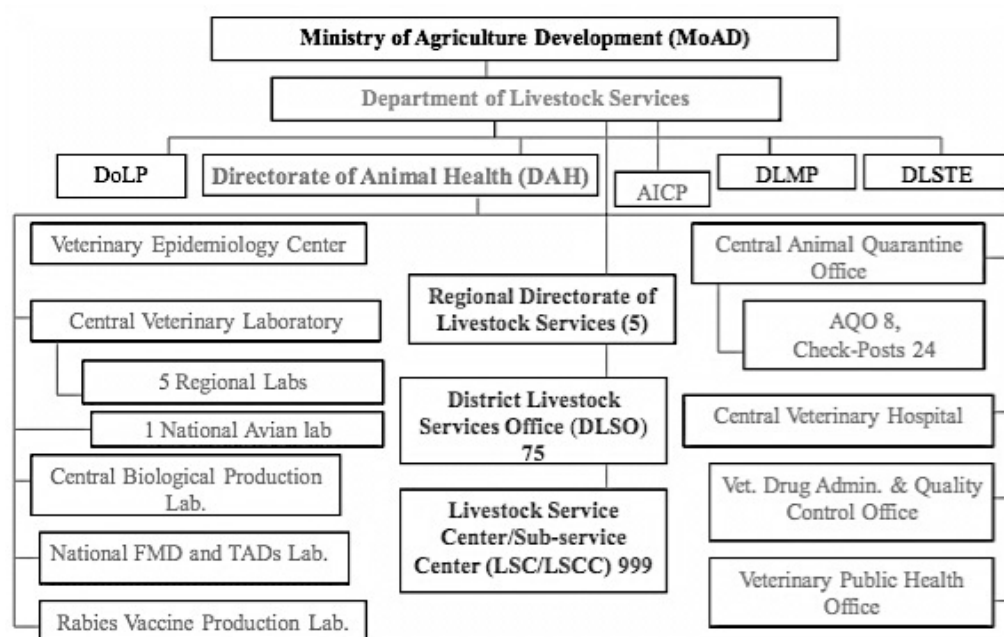 Ministry of Agriculture Development (MoAD)
Department of Livestock Services
DoLP
Directorate of Animal Health (DAH)
AICP
DLMP
DLSTE
Veterinary Epidemiology Center
Central Veterinary Laboratory
5 Regional Labs
1 National Avian lab
Central Biological Production
Lab.
National FMD and TADs Lab.
Rabies Vaccine Production Lab.
Regional Directorate of
Livestock Services (5)
District Livestock
Services Office (DLSO)
75
Livestock Service
Center/Sub-service
Center (LSC/LSCC) 999
Central Animal Quarantine
Office
AQO 8,
Check-Posts 24
Central Veterinary Hospital
Vet. Drug Admin. & Quality
Control Office
Veterinary Public Health
Office